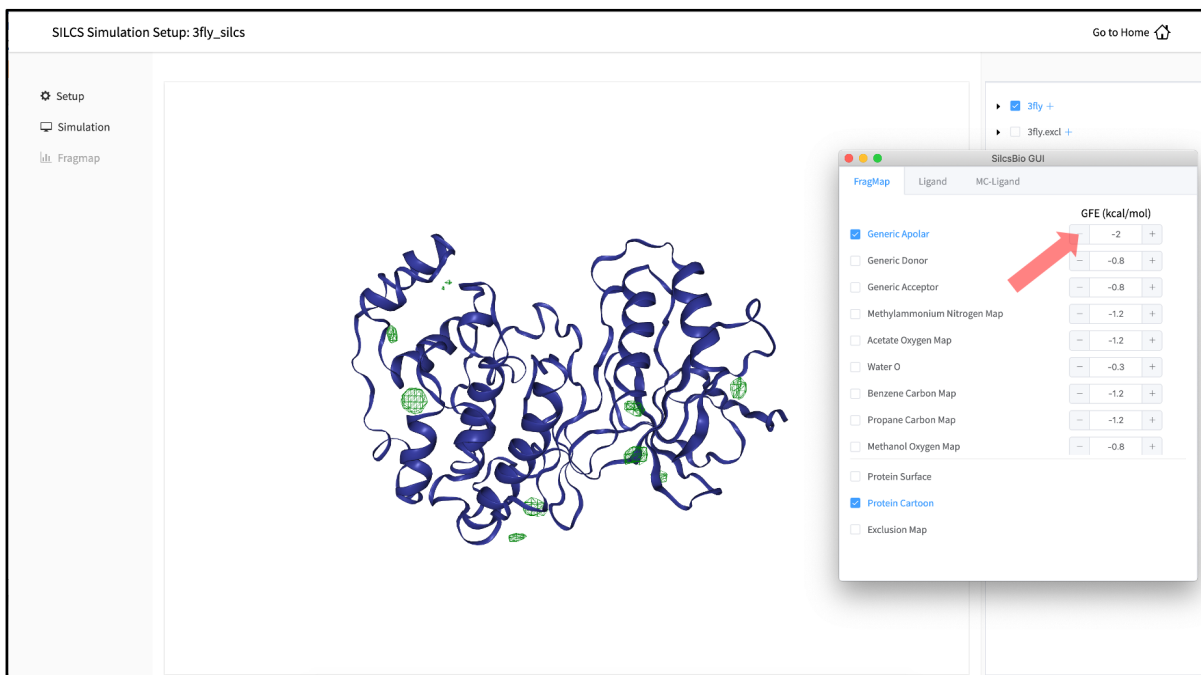 SILCS Simulation Setup: 3fly_silcs
Go to Home
Setup
Simulation
Fragmap
3fly +
3fly.excl +
SilcsBio GUI
FragMap Ligand MC-Ligand
GFE (kcal/mol)
Generic Apolar − -2 +
Generic Donor − -0.8 +
Generic Acceptor − -0.8 +
Methylammonium Nitrogen Map − -1.2 +
Acetate Oxygen Map − -1.2 +
Water O − -0.3 +
Benzene Carbon Map − -1.2 +
Propane Carbon Map − -1.2 +
Methanol Oxygen Map − -0.8 +
Protein Surface
Protein Cartoon
Exclusion Map